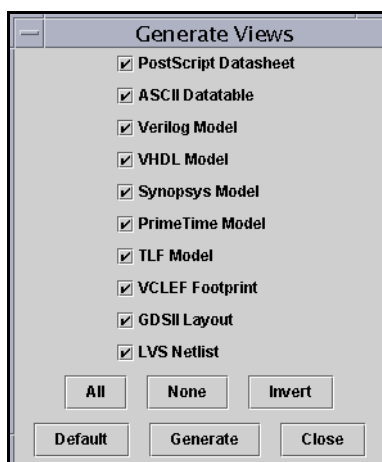 Generate Views
PostScript Datasheet
ASCII Datatable
Verilog Model
VHDL Model
Synopsys Model
PrimeTime Model
TLF Model
VCLEF Footprint
GDSII Layout
LVS Netlist
All None Invert
Default Generate Close